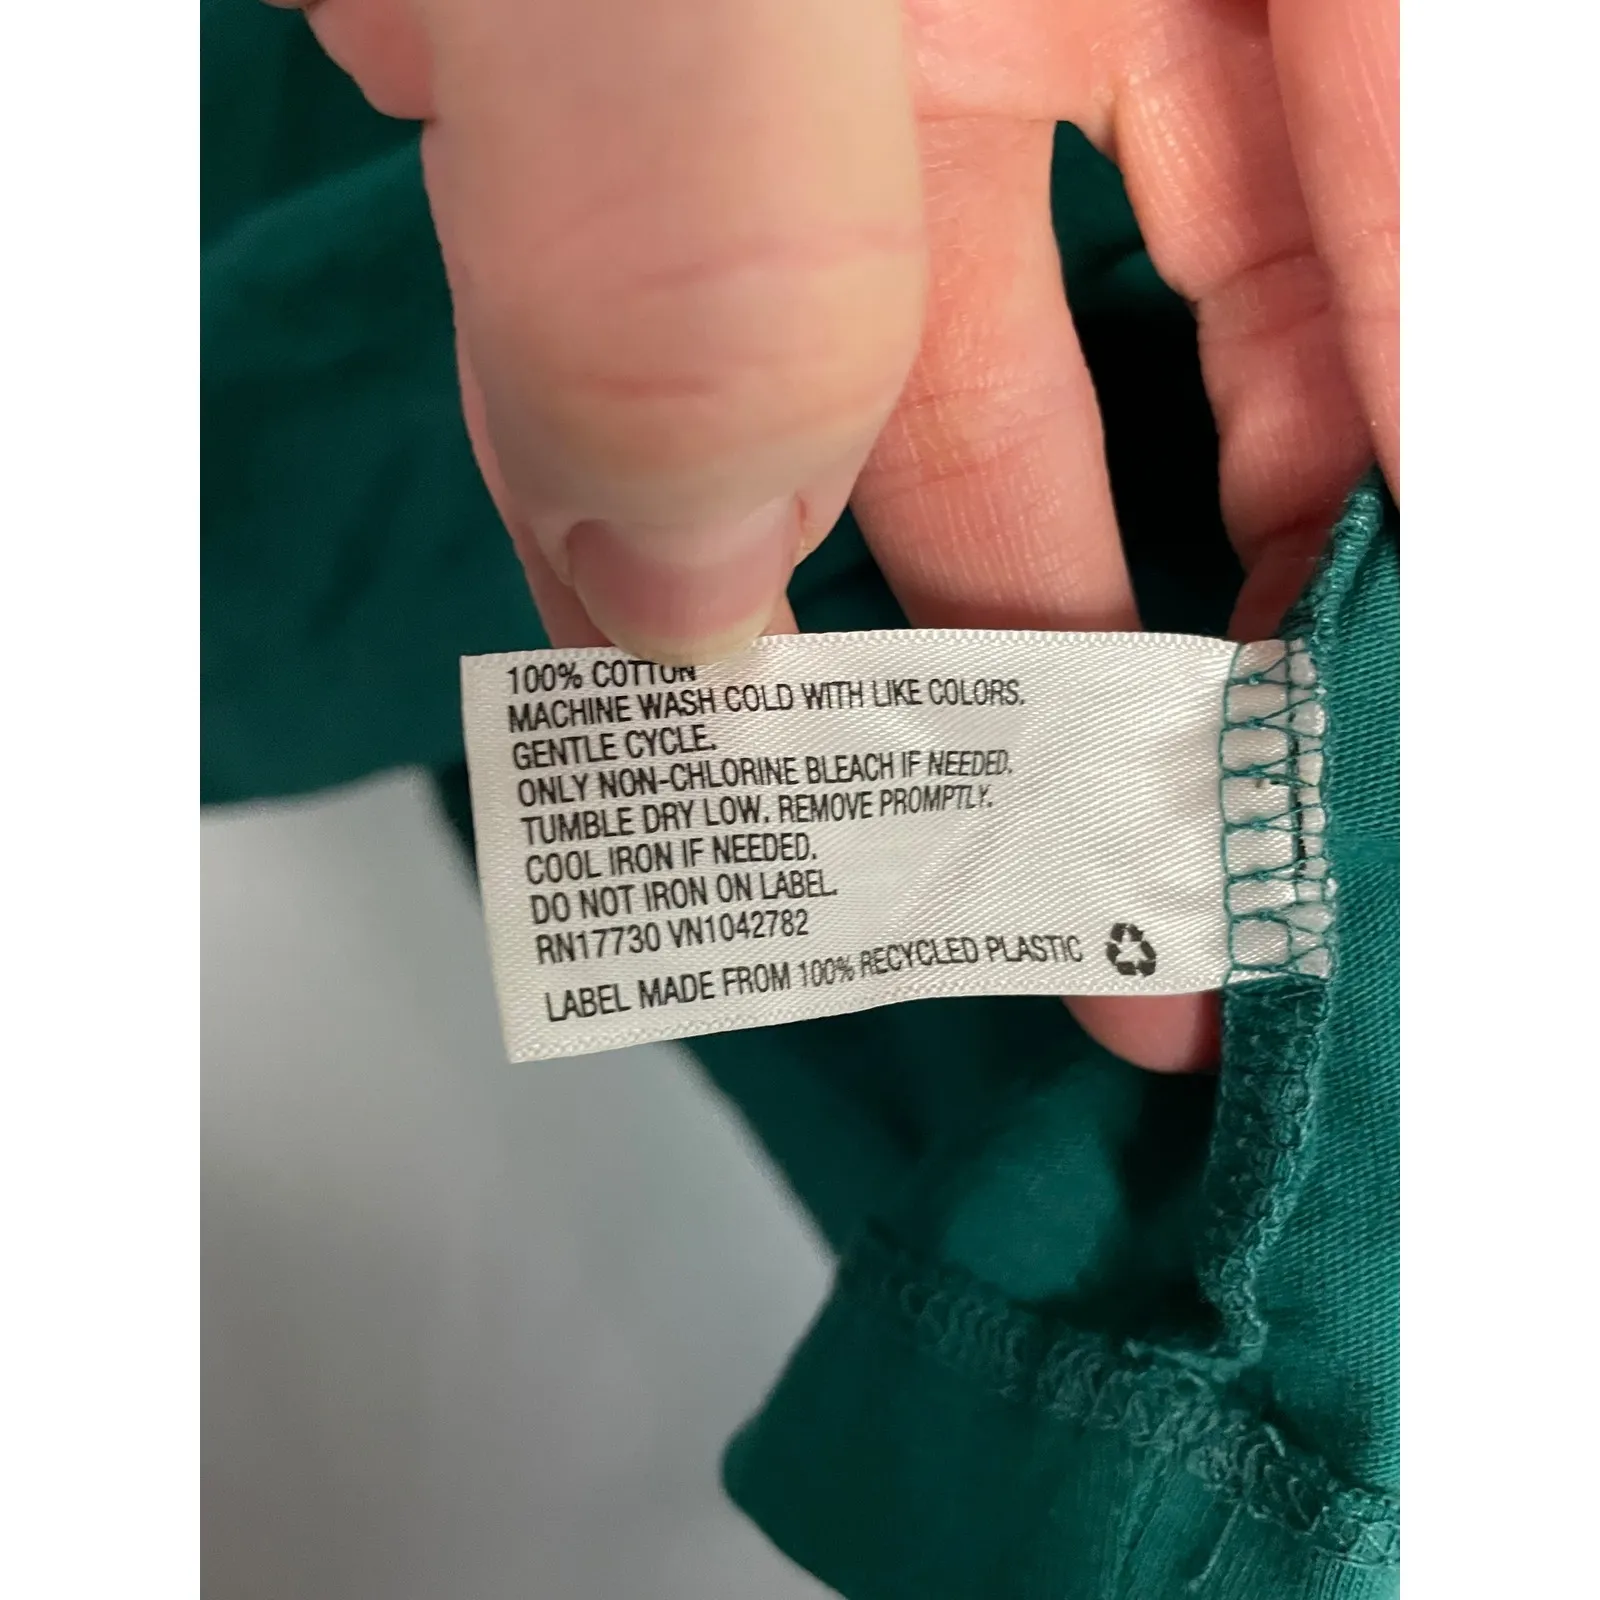 100% COTTON
MACHINE WASH COLD WITH LIKE COLORS.
GENTLE CYCLE.
ONLY NON-CHLORINE BLEACH IF NEEDED.
TUMBLE DRY LOW. REMOVE PROMPTLY.
COOL IRON IF NEEDED.
DO NOT IRON ON LABEL.
RN17730 VN1042782
LABEL MADE FROM 100% RECYCLED PLASTIC